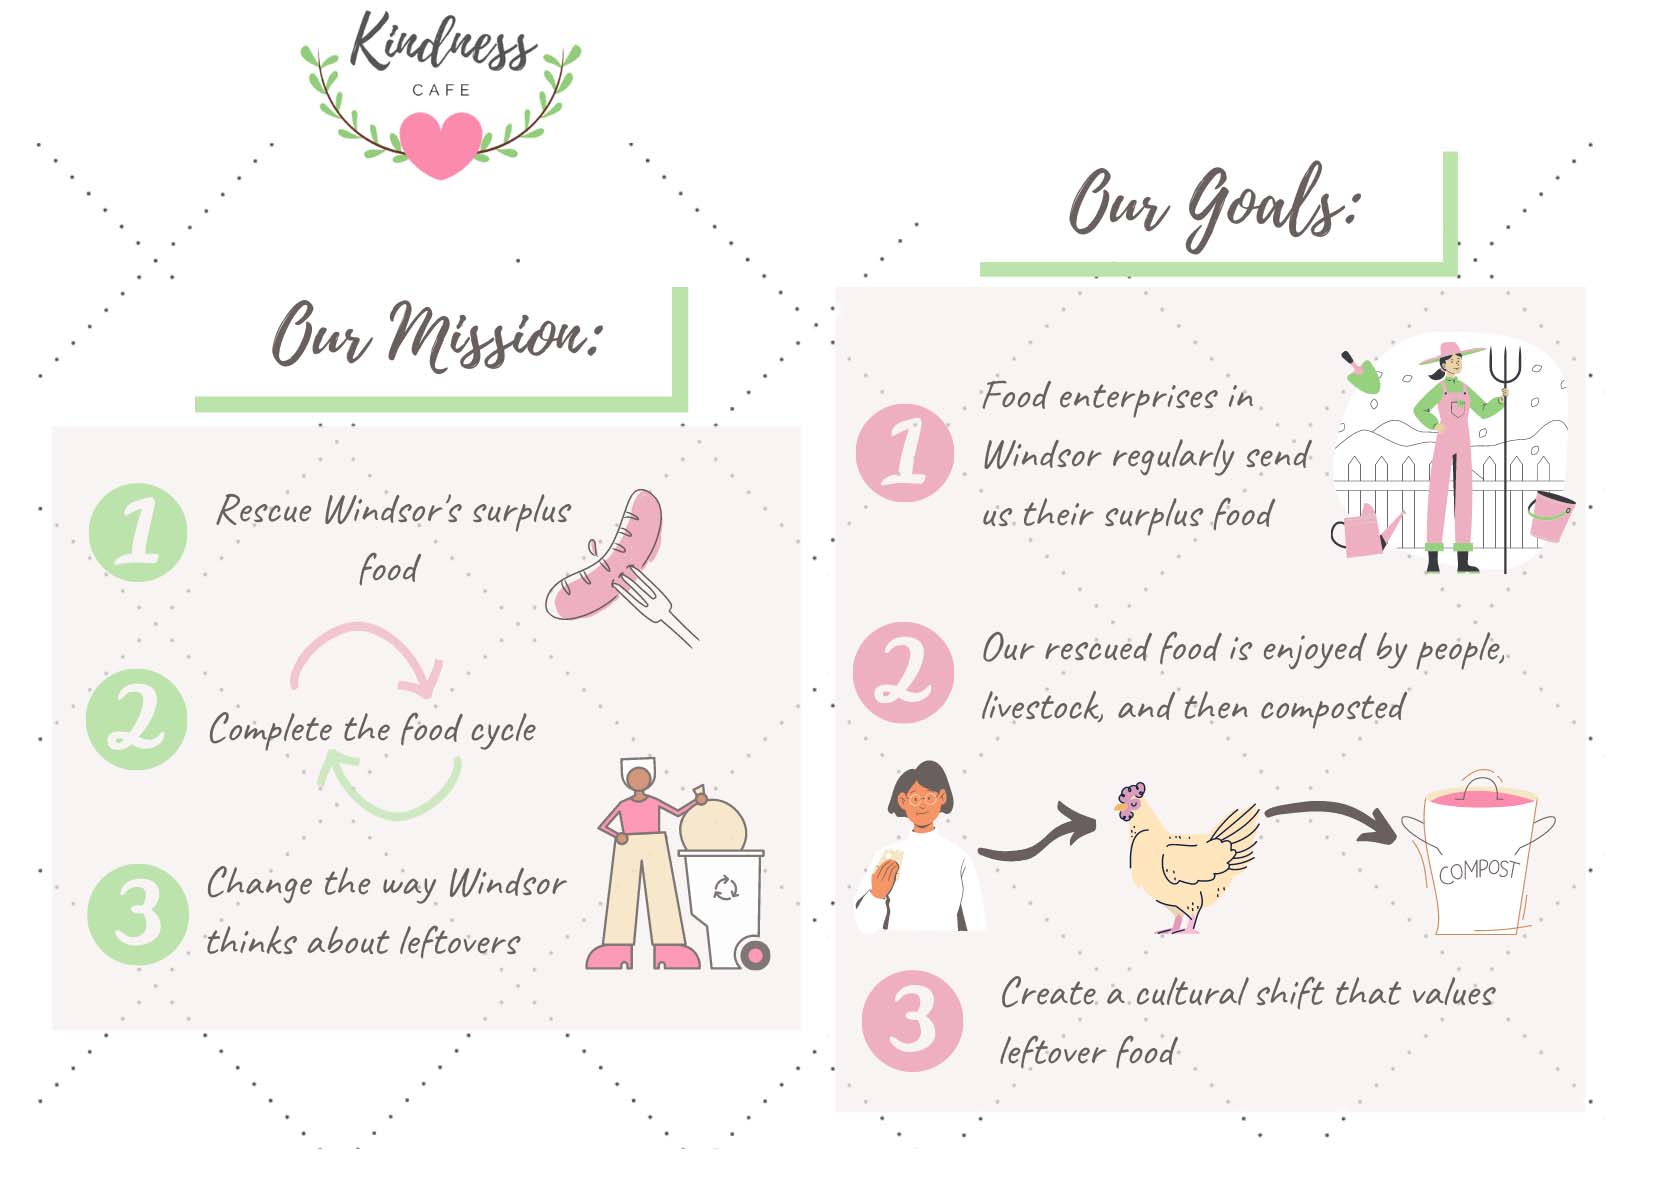 Kindness
CAFE
Our Mission:
1
Rescue Windsor's surplus
food
2
Complete the food cycle
3
Change the way Windsor
thinks about leftovers
Our Goals:
1
Food enterprises in
Windsor regularly send
us their surplus food
2
Our rescued food is enjoyed by people,
livestock, and then composted
COMPOST
3
Create a cultural shift that values
leftover food